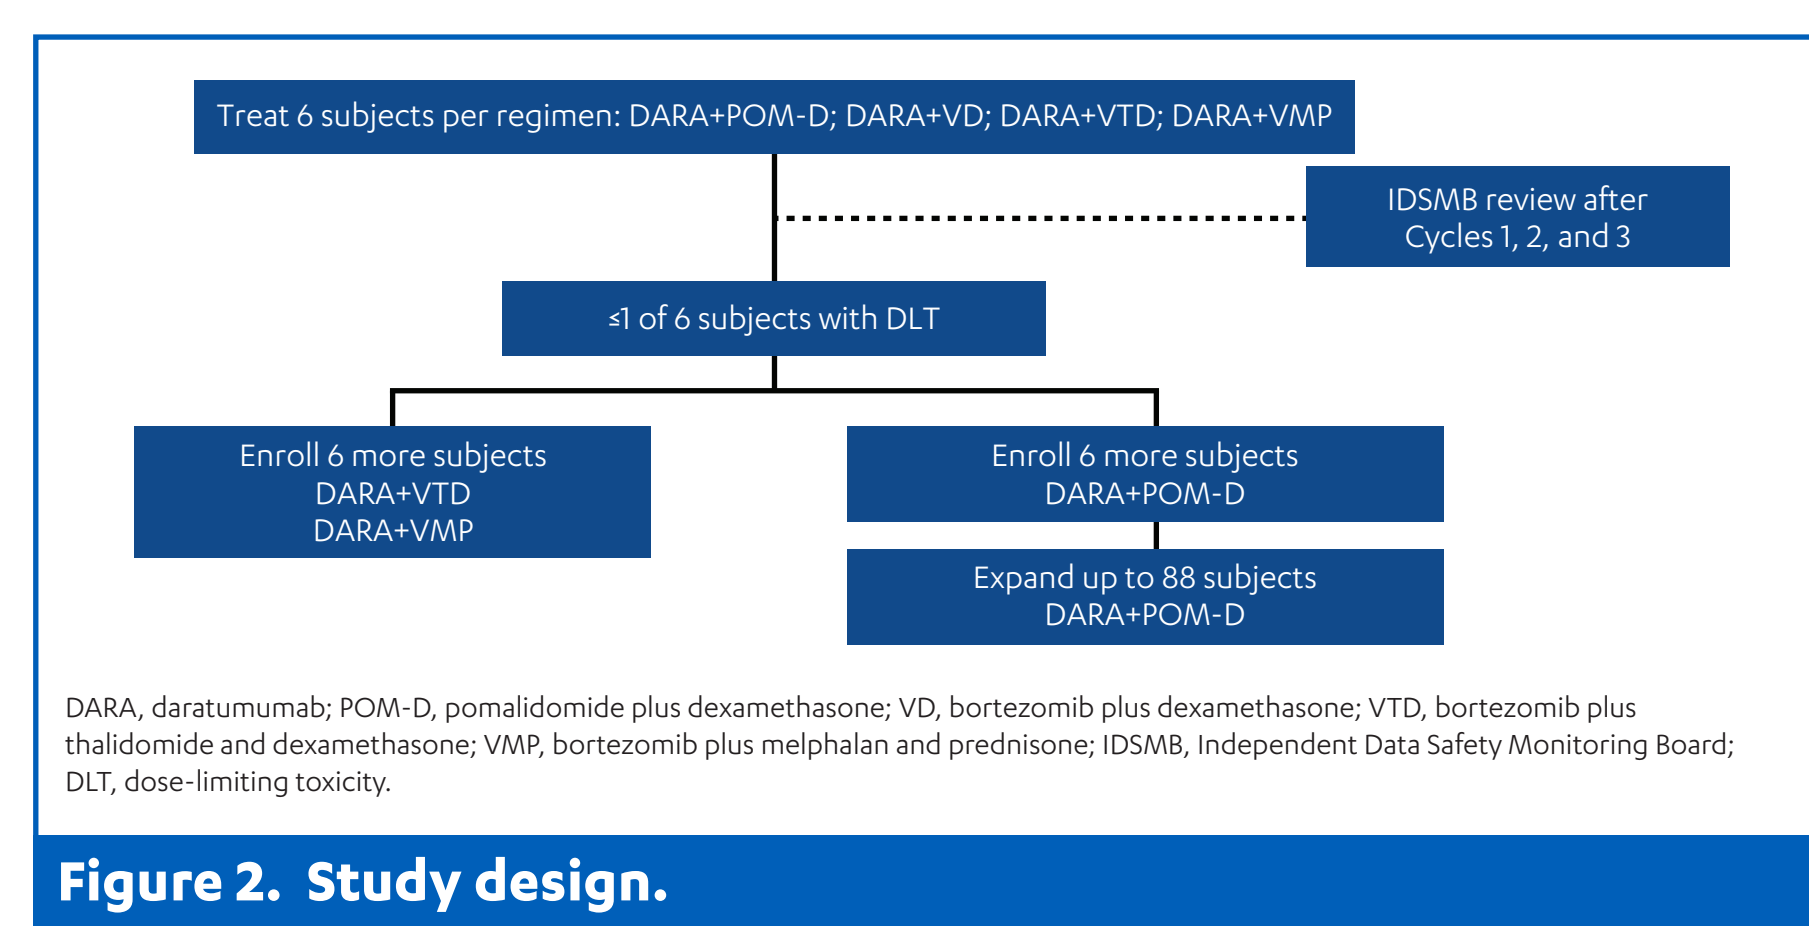 Treat 6 subjects per regimen: DARA+POM-D; DARA+VD; DARA+VTD; DARA+VMP
IDSMB review after
Cycles 1, 2, and 3
≤1 of 6 subjects with DLT
Enroll 6 more subjects
DARA+VTD
DARA+VMP
Enroll 6 more subjects
DARA+POM-D
Expand up to 88 subjects
DARA+POM-D
DARA, daratumumab; POM-D, pomalidomide plus dexamethasone; VD, bortezomib plus dexamethasone; VTD, bortezomib plus
thalidomide and dexamethasone; VMP, bortezomib plus melphalan and prednisone; IDSMB, Independent Data Safety Monitoring Board;
DLT, dose-limiting toxicity.
Figure 2. Study design.